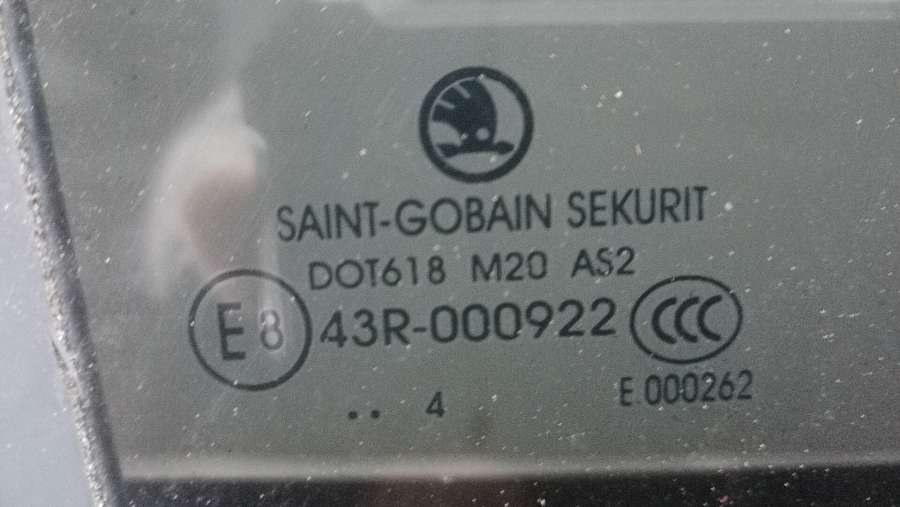 SAINT-GOBAIN SEKURIT
DOT618 M20 AS2
E8 43R-000922 CCC
E.000262
.. 4